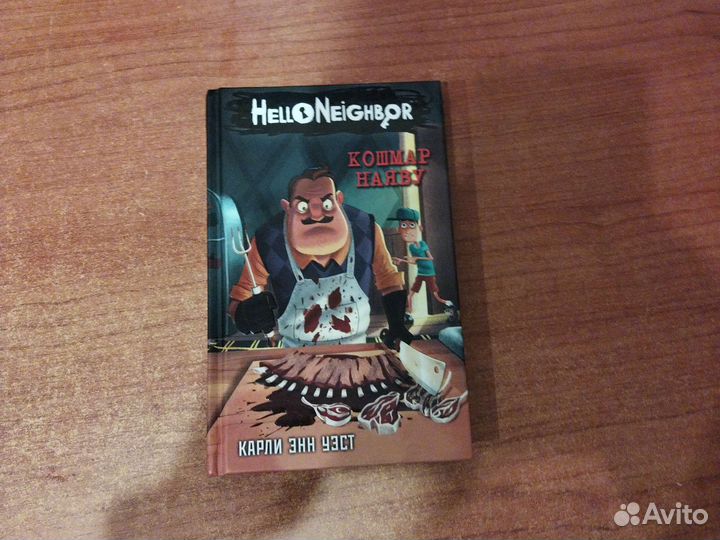 HELLO NEIGHBOR
КОШМАР
НАЯВУ
КАРЛИ ЭНН УЭСТ
Avito